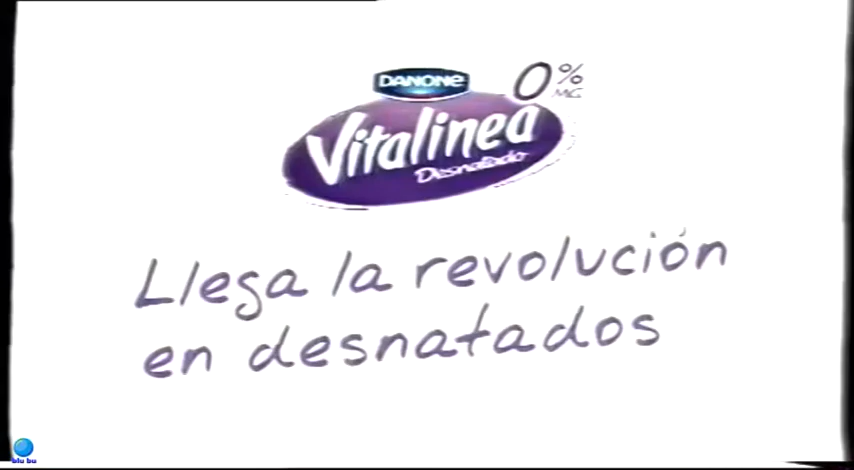 DANONE
0%
MG
Vitalinea
Desnatado
Llega la revolución
en desnatados
blu bu